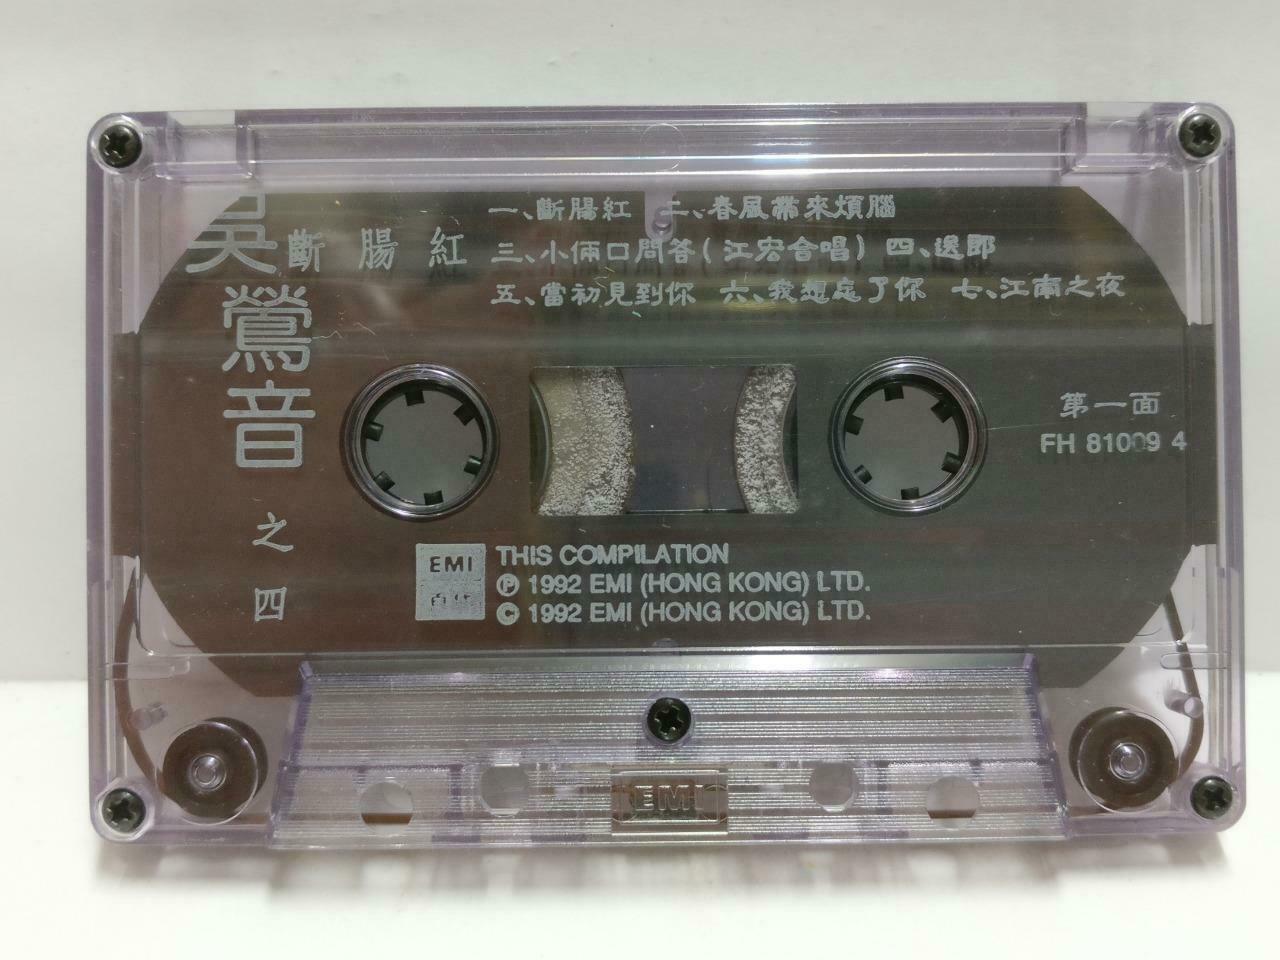 吳鶯音
之四
斷腸紅
一、斷腸紅 二、春風帶來煩腦
三、小倆口問答(江宏合唱) 四、送郎
五、當初見到你 六、我想忘了你 七、江南之夜
第一面
FH 81009 4
EMI
百代
THIS COMPILATION
Ⓟ 1992 EMI (HONG KONG) LTD.
© 1992 EMI (HONG KONG) LTD.
EMI